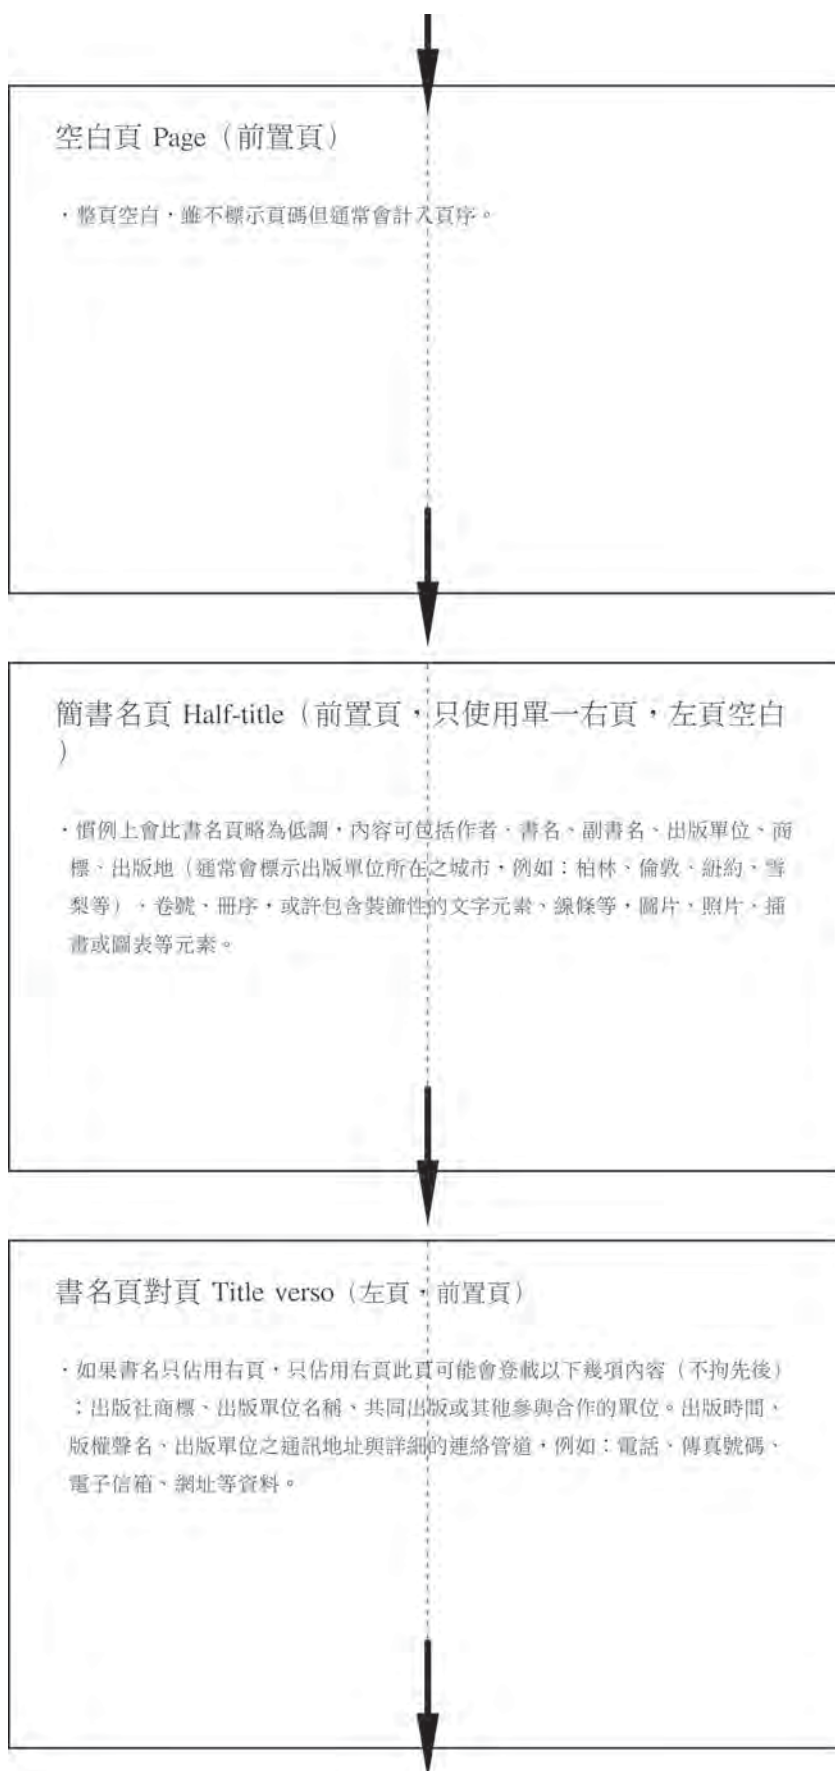 空白頁 Page（前置頁）
・整頁空白，雖不標示頁碼但通常會計入頁序。
簡書名頁 Half-title（前置頁，只使用單一右頁，左頁空白
）
・慣例上會比書名頁略為低調，內容可包括作者、書名、副書名、出版單位、商
標、出版地（通常會標示出版單位所在之城市，例如：柏林、倫敦、紐約、雪
梨等）、卷號、冊序，或許包含裝飾性的文字元素、線條等，圖片、照片、插
畫或圖表等元素。
書名頁對頁 Title verso（左頁，前置頁）
・如果書名只佔用右頁，只佔用右頁此頁可能會登載以下幾項內容（不拘先後）
：出版社商標、出版單位名稱、共同出版或其他參與合作的單位。出版時間、
版權聲名、出版單位之通訊地址與詳細的連絡管道，例如：電話、傳真號碼、
電子信箱、網址等資料。